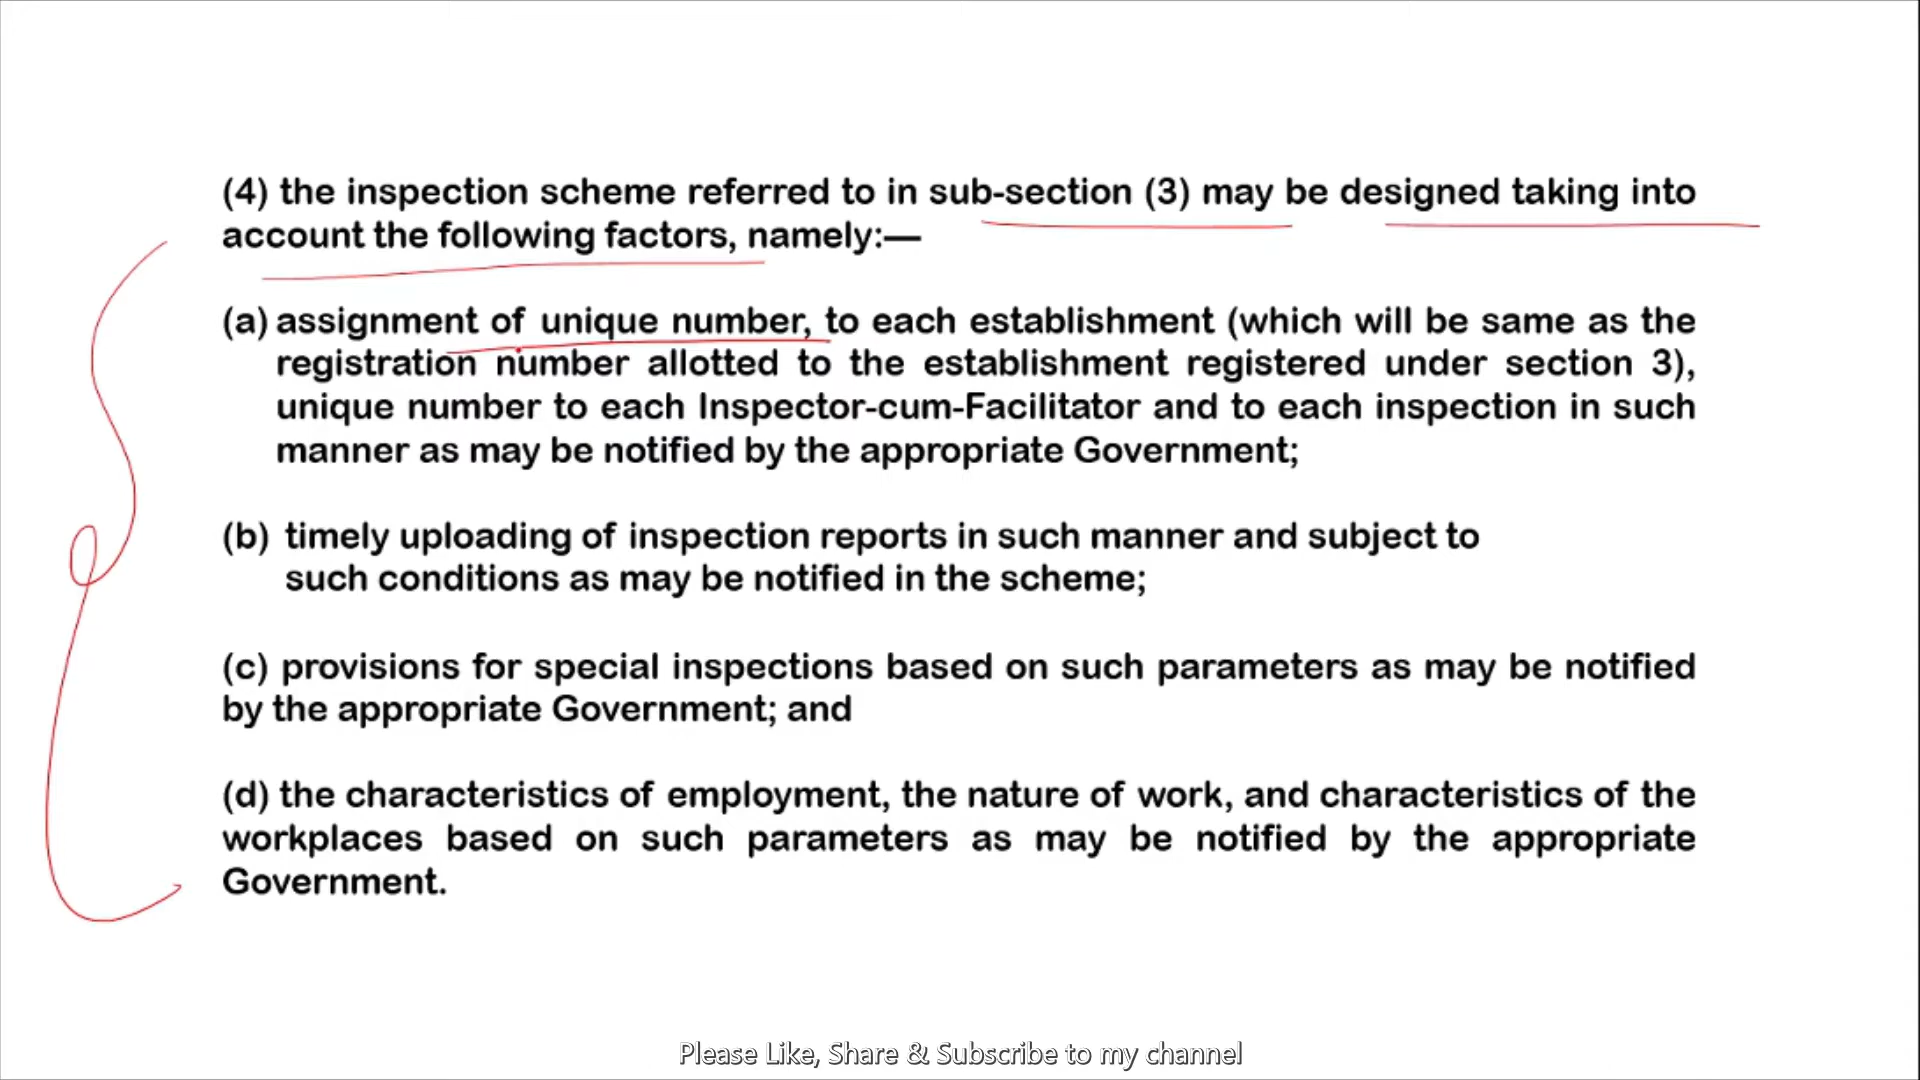 (4) the inspection scheme referred to in sub-section (3) may be designed taking into
account the following factors, namely:—
(a) assignment of unique number, to each establishment (which will be same as the
registration number allotted to the establishment registered under section 3),
unique number to each Inspector-cum-Facilitator and to each inspection in such
manner as may be notified by the appropriate Government;
(b) timely uploading of inspection reports in such manner and subject to
such conditions as may be notified in the scheme;
(c) provisions for special inspections based on such parameters as may be notified
by the appropriate Government; and
(d) the characteristics of employment, the nature of work, and characteristics of the
workplaces based on such parameters as may be notified by the appropriate
Government.
Please Like, Share & Subscribe to my channel